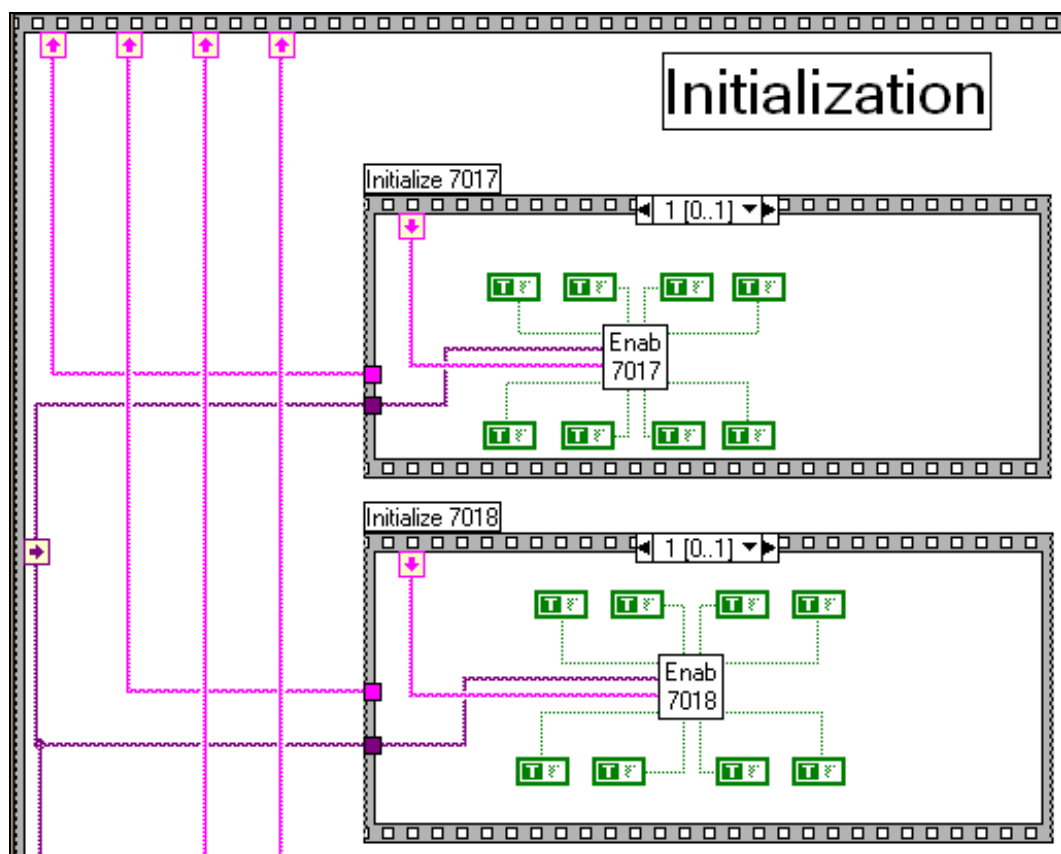 Initialization
Initialize 7017
1 [0..1]
T T T T
Enab
7017
T T T T
Initialize 7018
1 [0..1]
T T T T
Enab
7018
T T T T